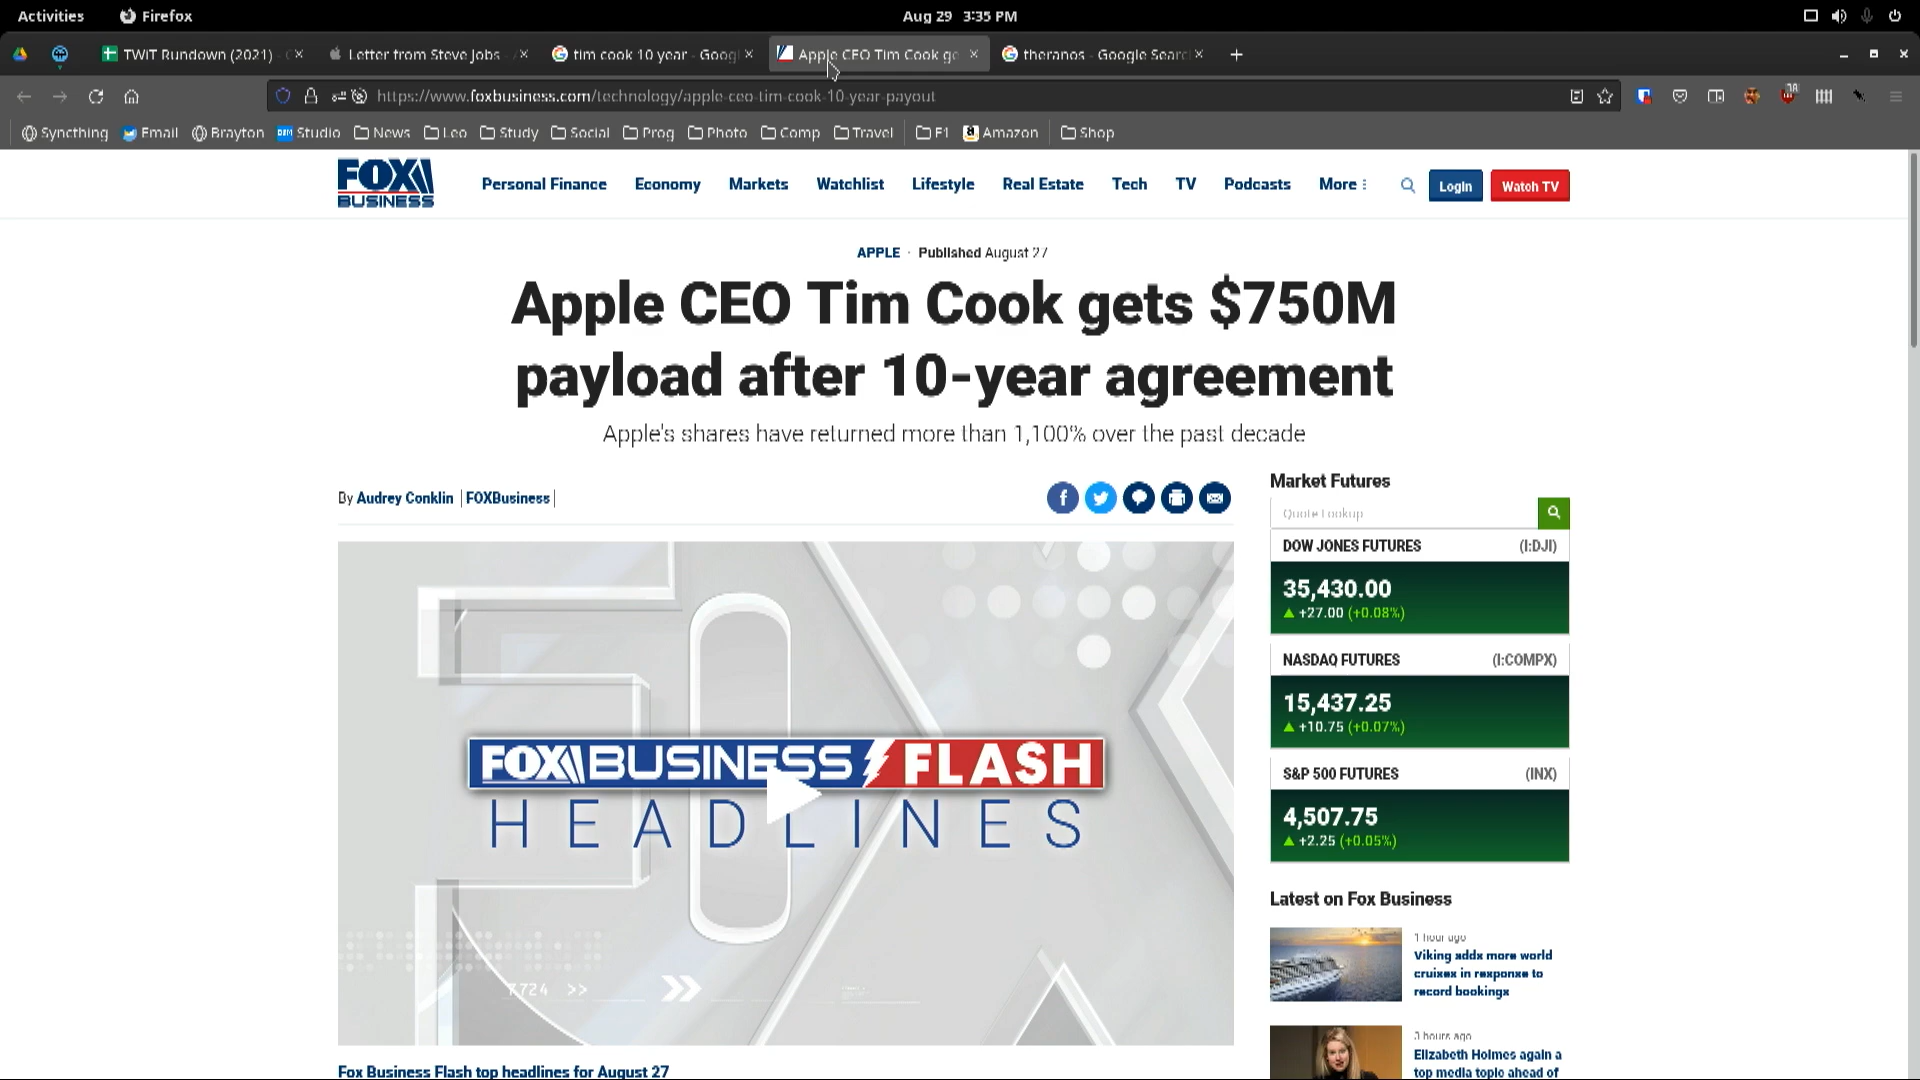 Activities Firefox Aug 29 3:35 PM
TWiT Rundown (2021) - Letter from Steve Jobs - / tim cook 10 year - Googl Apple CEO Tim Cook ge theranos - Google Search
https://www.foxbusiness.com/technology/apple-ceo-tim-cook-10-year-payout
Syncthing Email Brayton Studio News Leo Study Social Prog Photo Comp Travel F1 Amazon Shop
FOX BUSINESS
Personal Finance Economy Markets Watchlist Lifestyle Real Estate Tech TV Podcasts More Login Watch TV
APPLE · Published August 27
Apple CEO Tim Cook gets $750M
payload after 10-year agreement
Apple's shares have returned more than 1,100% over the past decade
By Audrey Conklin | FOXBusiness |
FOX BUSINESS FLASH
HEADLINES
7724 >>
Fox Business Flash top headlines for August 27
Market Futures
Quote Lookup
DOW JONES FUTURES (I:DJI)
35,430.00
+27.00 (+0.08%)
NASDAQ FUTURES (I:COMPX)
15,437.25
+10.75 (+0.07%)
S&P 500 FUTURES (INX)
4,507.75
+2.25 (+0.05%)
Latest on Fox Business
1 hour ago
Viking adds more world
cruises in response to
record bookings
3 hours ago
Elizabeth Holmes again a
top media topic ahead of